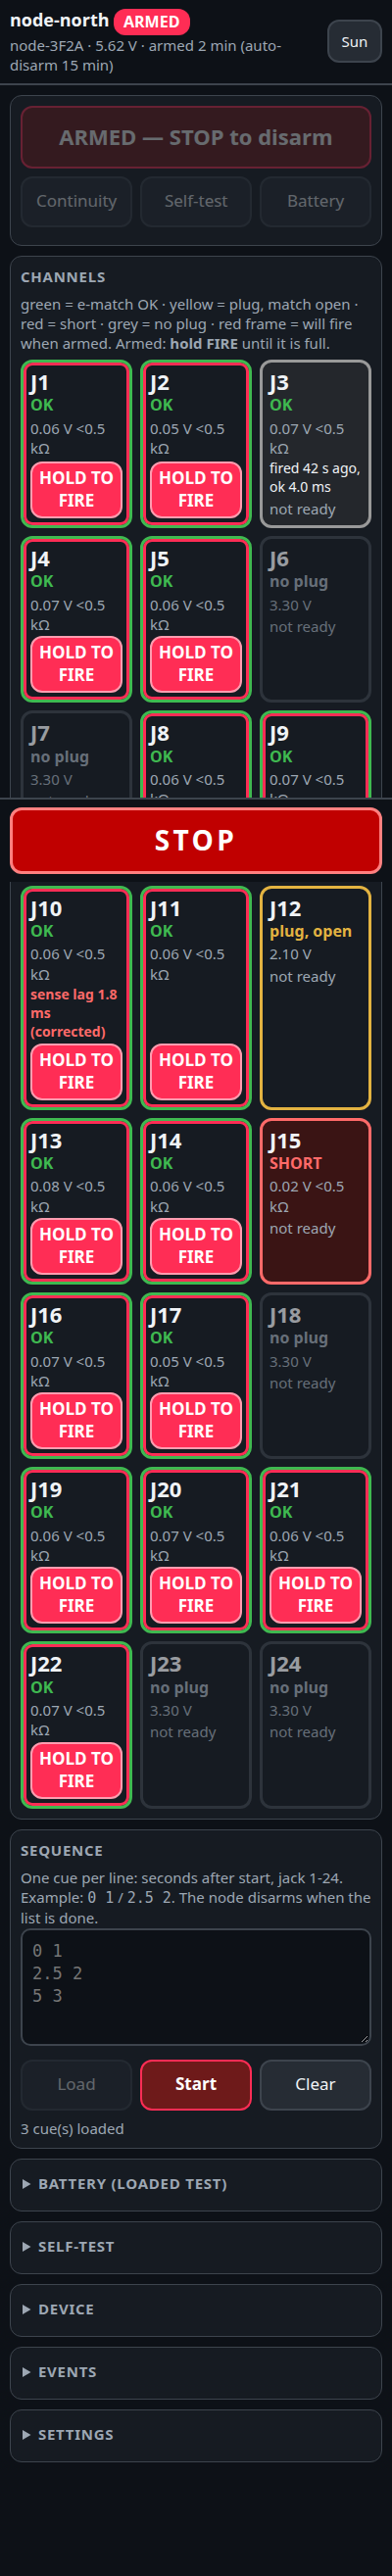 node-north ARMED
node-3F2A · 5.62 V · armed 2 min (auto-
disarm 15 min)
Sun
ARMED — STOP to disarm
Continuity
Self-test
Battery
CHANNELS
green = e-match OK · yellow = plug, match open ·
red = short · grey = no plug · red frame = will fire
when armed. Armed: hold FIRE until it is full.
J1
OK
0.06 V <0.5
kΩ
HOLD TO
FIRE
J2
OK
0.05 V <0.5
kΩ
HOLD TO
FIRE
J3
OK
0.07 V <0.5
kΩ
fired 42 s ago,
ok 4.0 ms
not ready
J4
OK
0.07 V <0.5
kΩ
HOLD TO
FIRE
J5
OK
0.06 V <0.5
kΩ
HOLD TO
FIRE
J6
no plug
3.30 V
not ready
J7
no plug
3.30 V
J8
OK
0.06 V <0.5
J9
OK
0.07 V <0.5
STOP
J10
OK
0.06 V <0.5
kΩ
sense lag 1.8
ms
(corrected)
HOLD TO
FIRE
J11
OK
0.06 V <0.5
kΩ
HOLD TO
FIRE
J12
plug, open
2.10 V
not ready
J13
OK
0.08 V <0.5
kΩ
HOLD TO
FIRE
J14
OK
0.06 V <0.5
kΩ
HOLD TO
FIRE
J15
SHORT
0.02 V <0.5
kΩ
not ready
J16
OK
0.07 V <0.5
kΩ
HOLD TO
FIRE
J17
OK
0.05 V <0.5
kΩ
HOLD TO
FIRE
J18
no plug
3.30 V
not ready
J19
OK
0.06 V <0.5
kΩ
HOLD TO
FIRE
J20
OK
0.07 V <0.5
kΩ
HOLD TO
FIRE
J21
OK
0.06 V <0.5
kΩ
HOLD TO
FIRE
J22
OK
0.07 V <0.5
kΩ
HOLD TO
FIRE
J23
no plug
3.30 V
not ready
J24
no plug
3.30 V
not ready
SEQUENCE
One cue per line: seconds after start, jack 1-24.
Example: 0 1 / 2.5 2. The node disarms when the
list is done.
0 1
2.5 2
5 3
Load
Start
Clear
3 cue(s) loaded
BATTERY (LOADED TEST)
SELF-TEST
DEVICE
EVENTS
SETTINGS